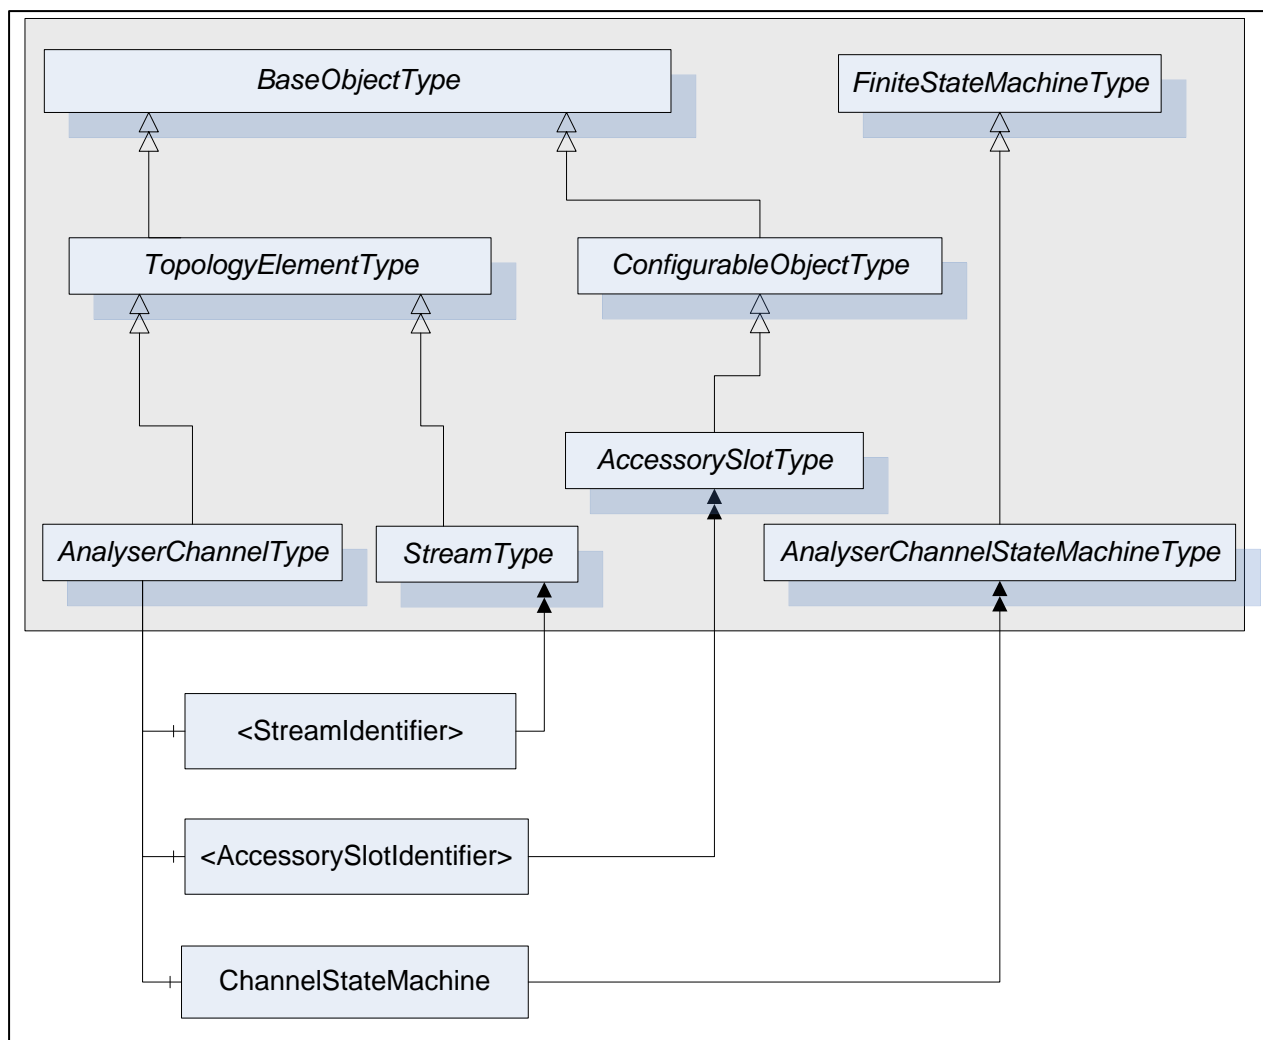 BaseObjectType
FiniteStateMachineType
TopologyElementType
ConfigurableObjectType
AccessorySlotType
AnalyserChannelType
StreamType
AnalyserChannelStateMachineType
<StreamIdentifier>
<AccessorySlotIdentifier>
ChannelStateMachine